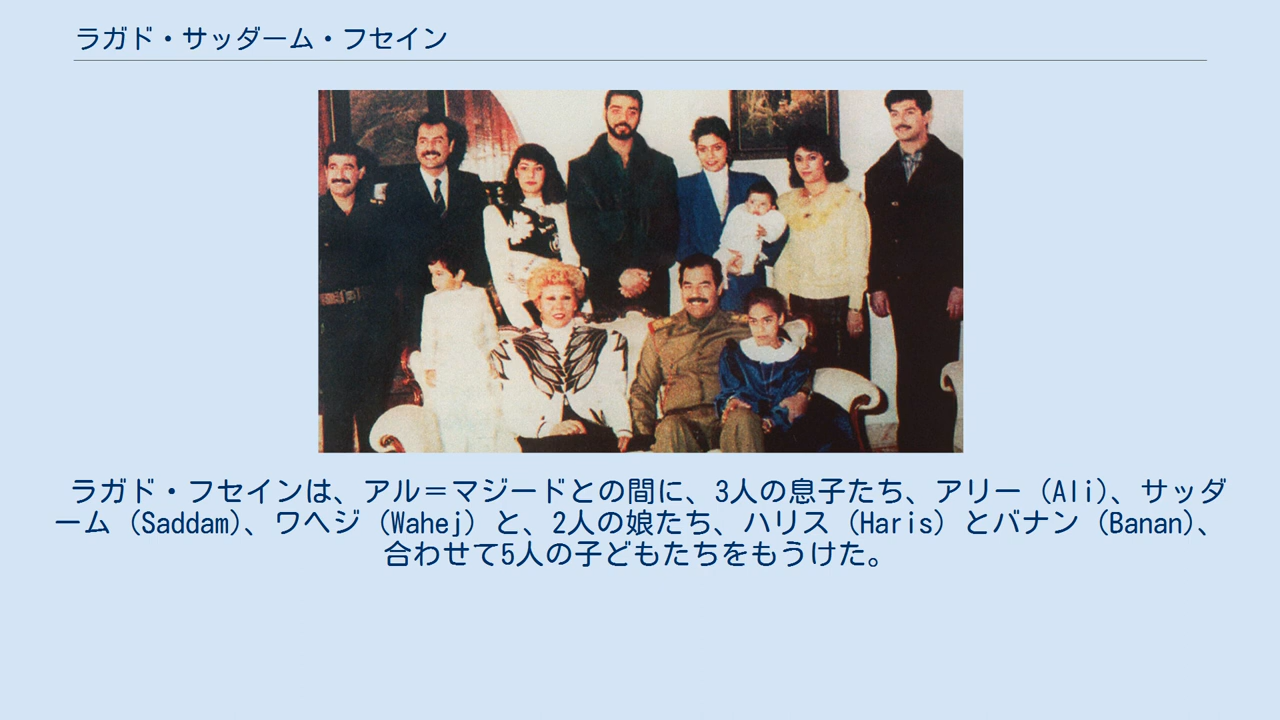 ラガド・サッダーム・フセイン
ラガド・フセインは、アル＝マジードとの間に、3人の息子たち、アリー（Ali）、サッダ
ーム（Saddam）、ワヘジ（Wahej）と、2人の娘たち、ハリス（Haris）とバナン（Banan）、
合わせて5人の子どもたちをもうけた。